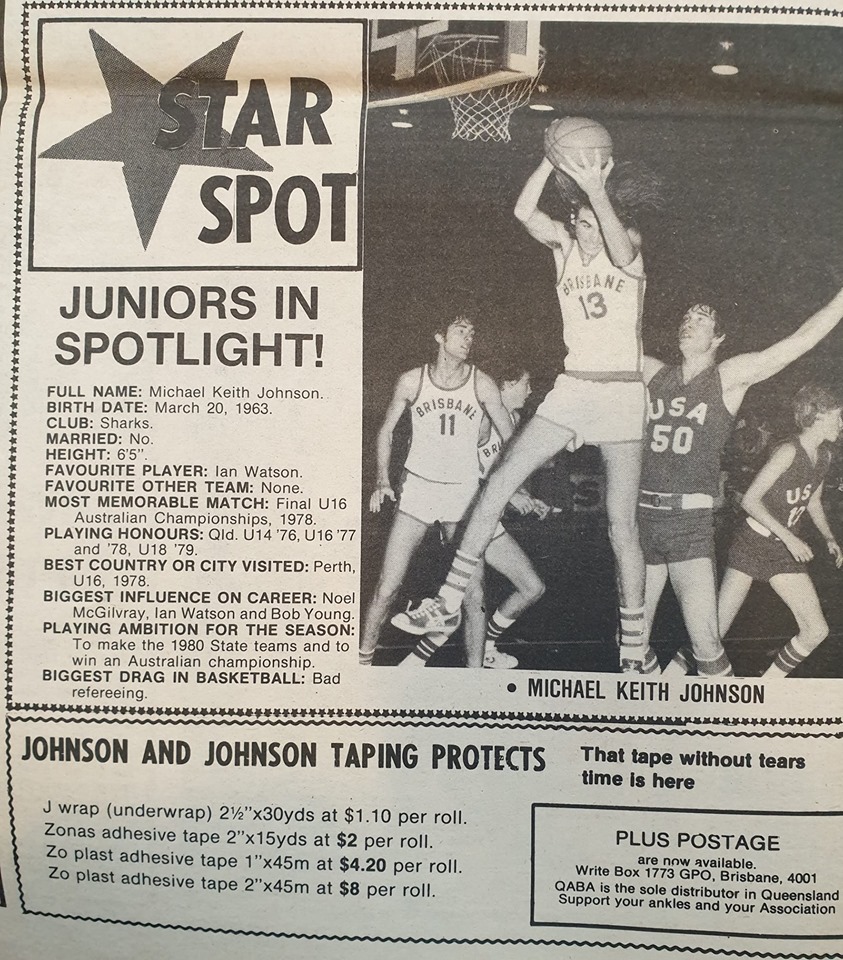 STAR
SPOT
JUNIORS IN
SPOTLIGHT!
FULL NAME: Michael Keith Johnson.
BIRTH DATE: March 20, 1963.
CLUB: Sharks.
MARRIED: No.
HEIGHT: 6'5".
FAVOURITE PLAYER: Ian Watson.
FAVOURITE OTHER TEAM: None.
MOST MEMORABLE MATCH: Final U16
Australian Championships, 1978.
PLAYING HONOURS: Qld. U14 '76, U16 '77
and '78, U18 '79.
BEST COUNTRY OR CITY VISITED: Perth,
U16, 1978.
BIGGEST INFLUENCE ON CAREER: Noel
McGilvray, Ian Watson and Bob Young.
PLAYING AMBITION FOR THE SEASON:
To make the 1980 State teams and to
win an Australian championship.
BIGGEST DRAG IN BASKETBALL: Bad
refereeing.
BRISBANE
13
BRISBANE
11
BRI
USA
50
US
• MICHAEL KEITH JOHNSON
JOHNSON AND JOHNSON TAPING PROTECTS
That tape without tears
time is here
J wrap (underwrap) 2½"x30yds at $1.10 per roll.
Zonas adhesive tape 2"x15yds at $2 per roll.
Zo plast adhesive tape 1"x45m at $4.20 per roll.
Zo plast adhesive tape 2"x45m at $8 per roll.
PLUS POSTAGE
are now available.
Write Box 1773 GPO, Brisbane, 4001
QABA is the sole distributor in Queensland
Support your ankles and your Association